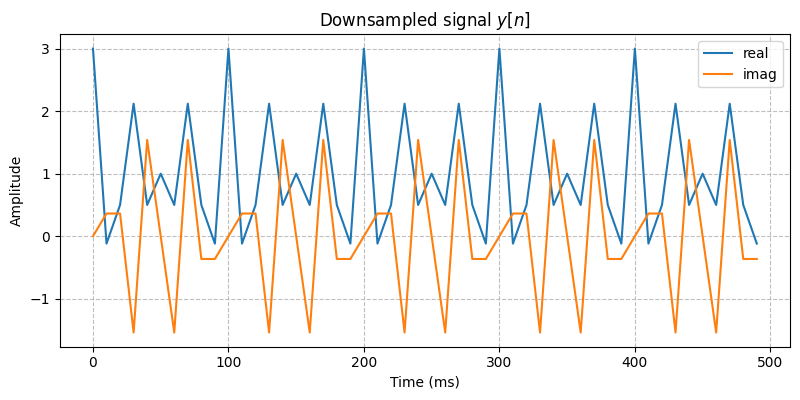 Downsampled signal y[n]
real
imag
Amplitude
3
2
1
0
−1
0 100 200 300 400 500
Time (ms)